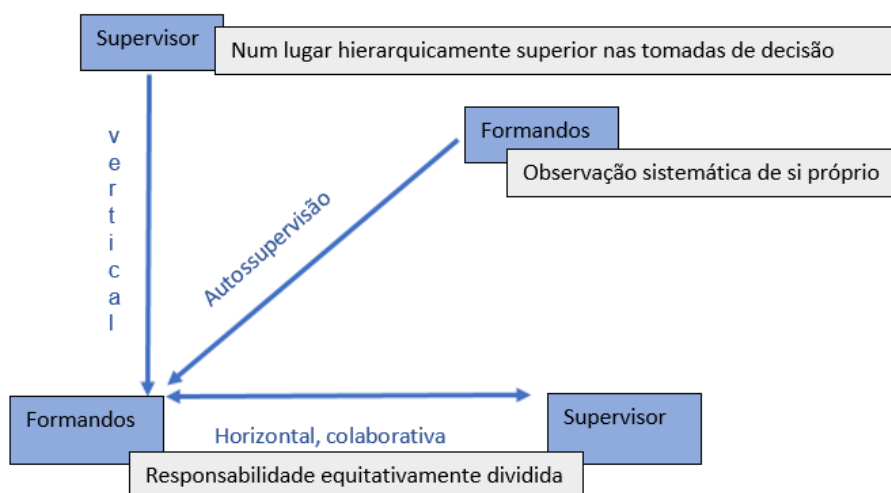 Supervisor
Num lugar hierarquicamente superior nas tomadas de decisão
vertical
Formandos
Observação sistemática de si próprio
Autossupervisão
Formandos
Horizontal, colaborativa
Supervisor
Responsabilidade equitativamente dividida